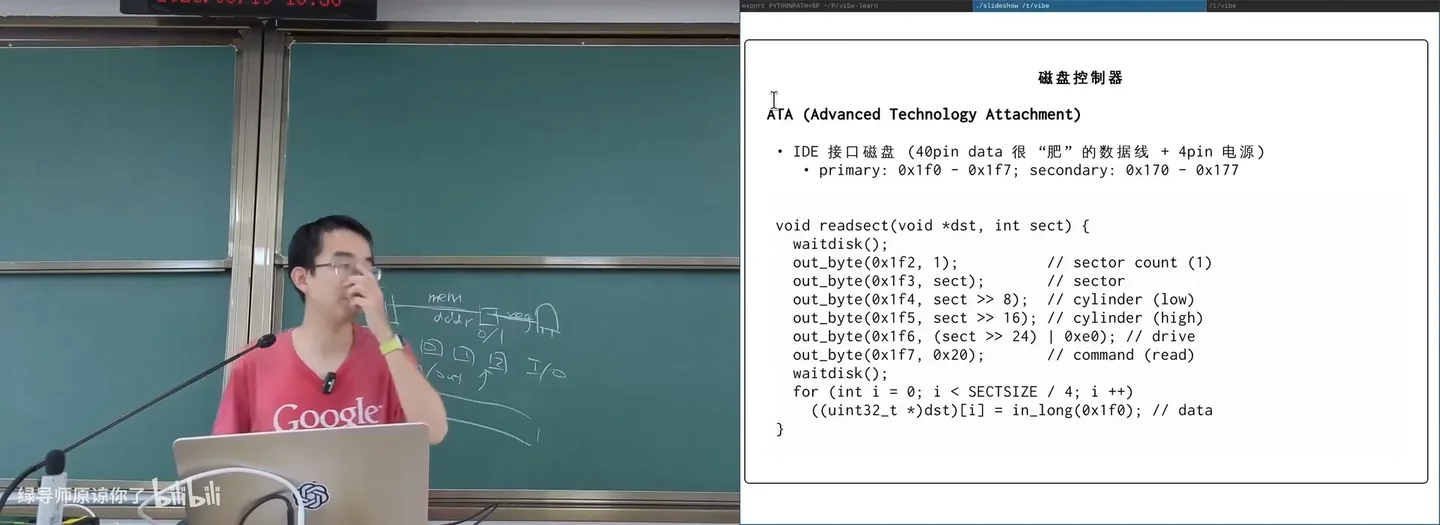 export PYTHONPATH=$P ~/P/vibe-learn
./slideshow /t/vibe
/t/vibe
磁盘控制器
ATA (Advanced Technology Attachment)
• IDE 接口磁盘 (40pin data 很 “肥” 的数据线 + 4pin 电源)
• primary: 0x1f0 - 0x1f7; secondary: 0x170 - 0x177
void readsect(void *dst, int sect) {
waitdisk();
out_byte(0x1f2, 1); // sector count (1)
out_byte(0x1f3, sect); // sector
out_byte(0x1f4, sect >> 8); // cylinder (low)
out_byte(0x1f5, sect >> 16); // cylinder (high)
out_byte(0x1f6, (sect >> 24) | 0xe0); // drive
out_byte(0x1f7, 0x20); // command (read)
waitdisk();
for (int i = 0; i < SECTSIZE / 4; i ++)
((uint32_t *)dst)[i] = in_long(0x1f0); // data
}
mem
addr
reg
0/1
I/O
Google
绿导师原谅你了 bilibili